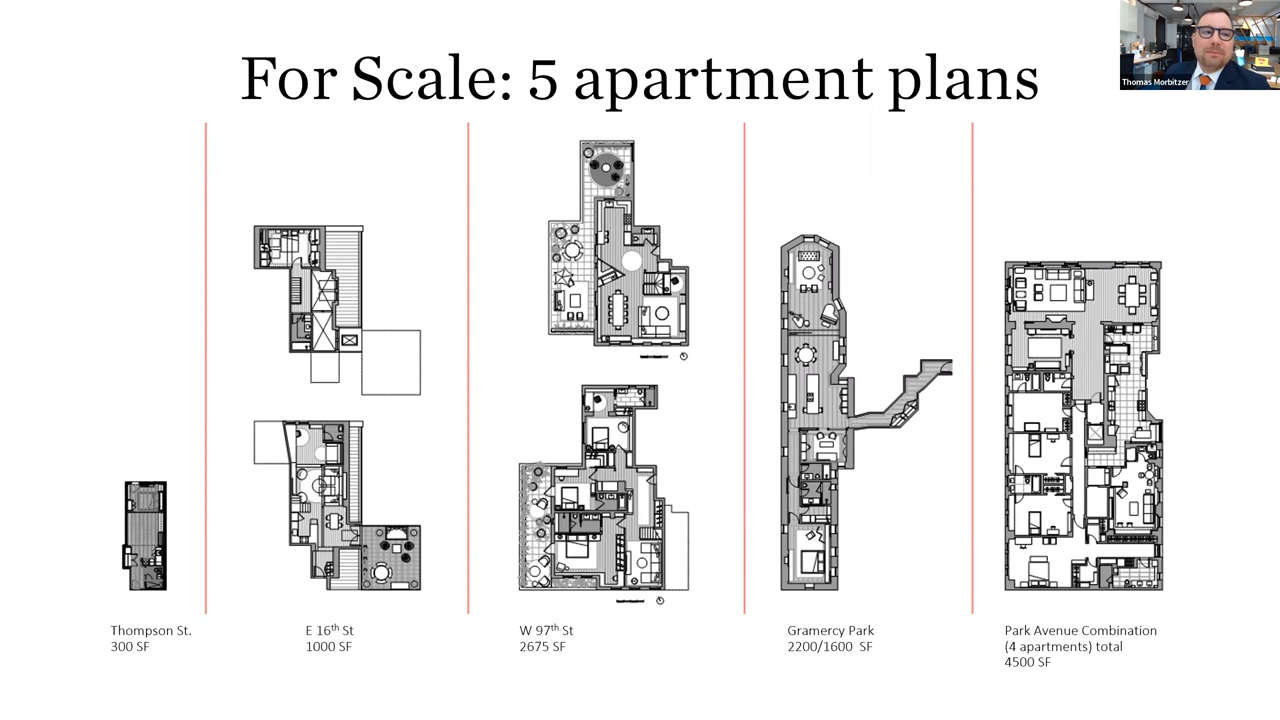 For Scale: 5 apartment plans
Thomas Morbitzer
Thompson St.
300 SF
E 16th St
1000 SF
W 97th St
2675 SF
Gramercy Park
2200/1600 SF
Park Avenue Combination
(4 apartments) total
4500 SF